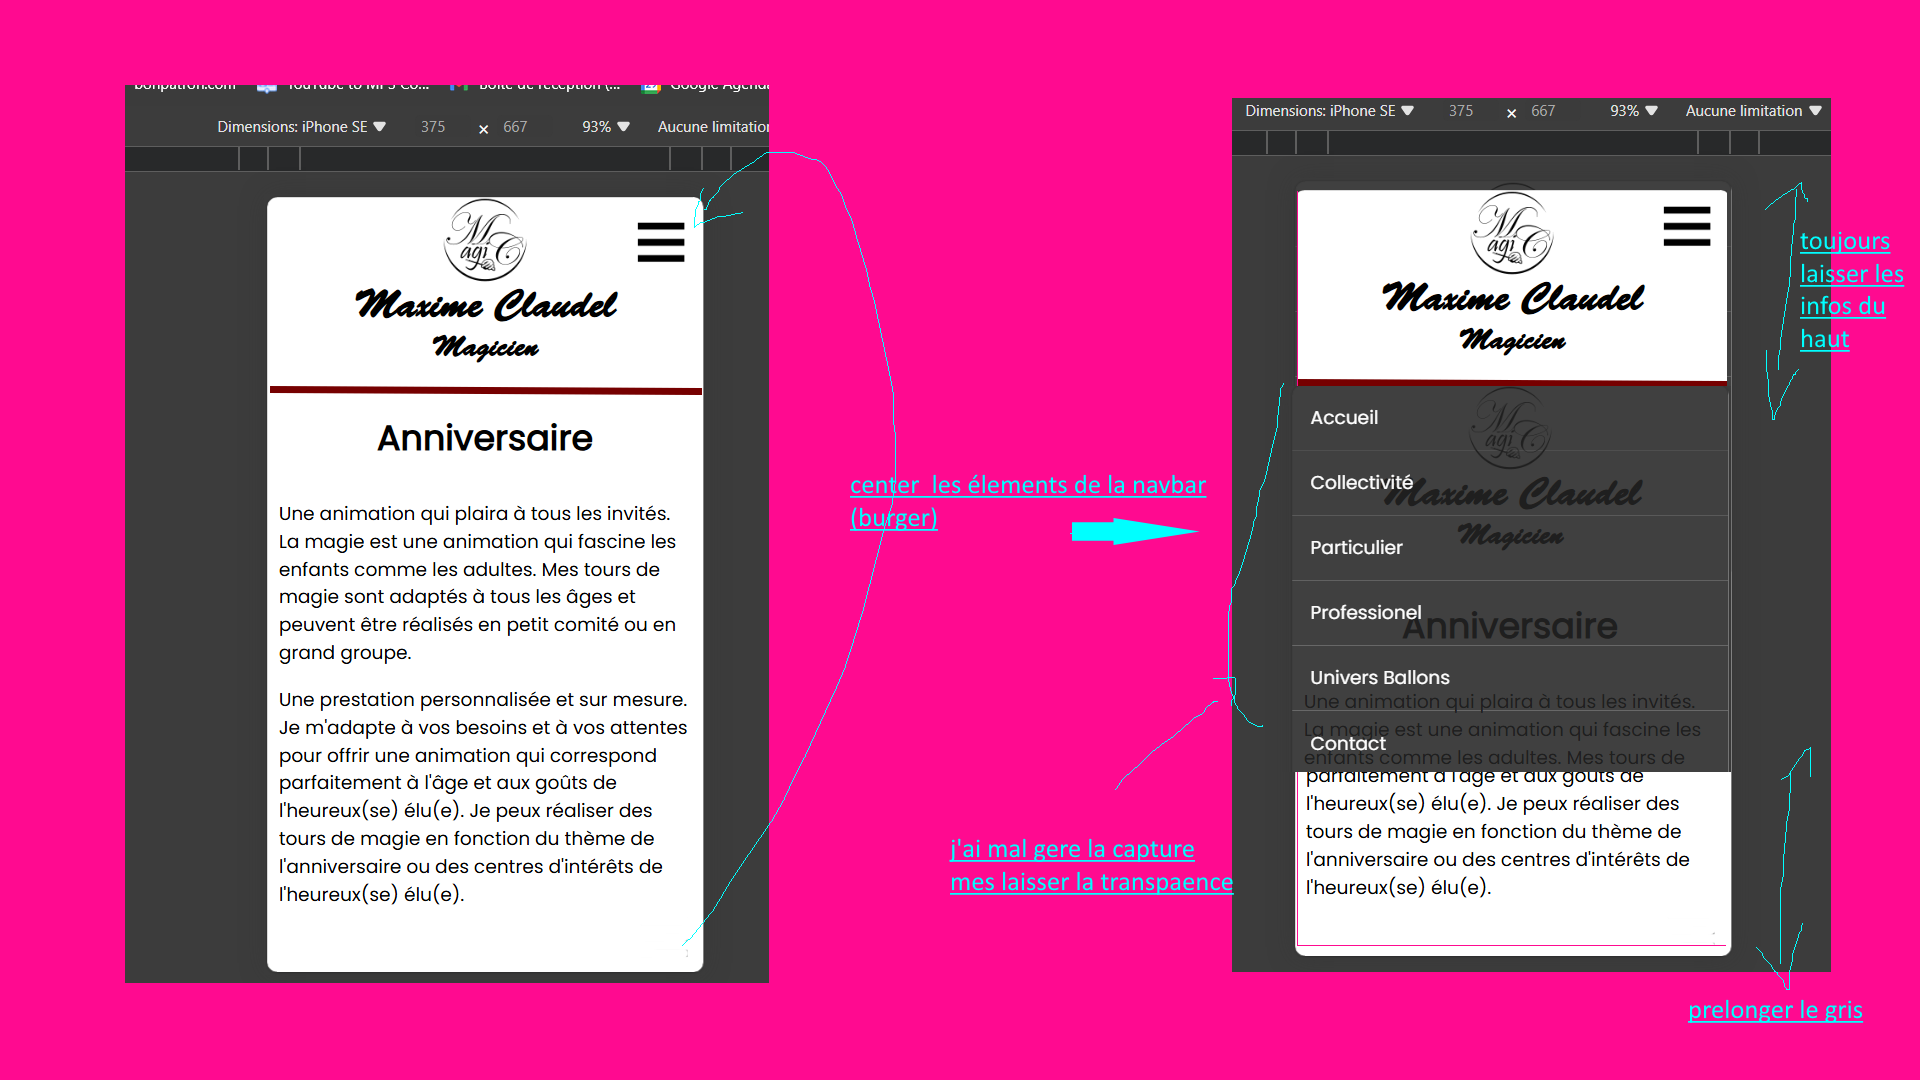 bonpatron.com YouTube to MP3 Co... Boîte de réception (... Google Agenda
Dimensions: iPhone SE 375 × 667 93% Aucune limitation
M agi C
Maxime Claudel
Magicien
Anniversaire
Une animation qui plaira à tous les invités.
La magie est une animation qui fascine les
enfants comme les adultes. Mes tours de
magie sont adaptés à tous les âges et
peuvent être réalisés en petit comité ou en
grand groupe.
Une prestation personnalisée et sur mesure.
Je m'adapte à vos besoins et à vos attentes
pour offrir une animation qui correspond
parfaitement à l'âge et aux goûts de
l'heureux(se) élu(e). Je peux réaliser des
tours de magie en fonction du thème de
l'anniversaire ou des centres d'intérêts de
l'heureux(se) élu(e).
center les élements de la navbar
(burger)
j'ai mal gere la capture
mes laisser la transpaence
Dimensions: iPhone SE 375 × 667 93% Aucune limitation
M agi C
Maxime Claudel
Magicien
Accueil
M agi C
Collectivité
Maxime Claudel
Magicien
Particulier
Professionel
Anniversaire
Univers Ballons
Une animation qui plaira à tous les invités.
La magie est une animation qui fascine les
Contact
enfants comme les adultes. Mes tours de
parfaitement à l'âge et aux goûts de
l'heureux(se) élu(e). Je peux réaliser des
tours de magie en fonction du thème de
l'anniversaire ou des centres d'intérêts de
l'heureux(se) élu(e).
toujours
laisser les
infos du
haut
prelonger le gris